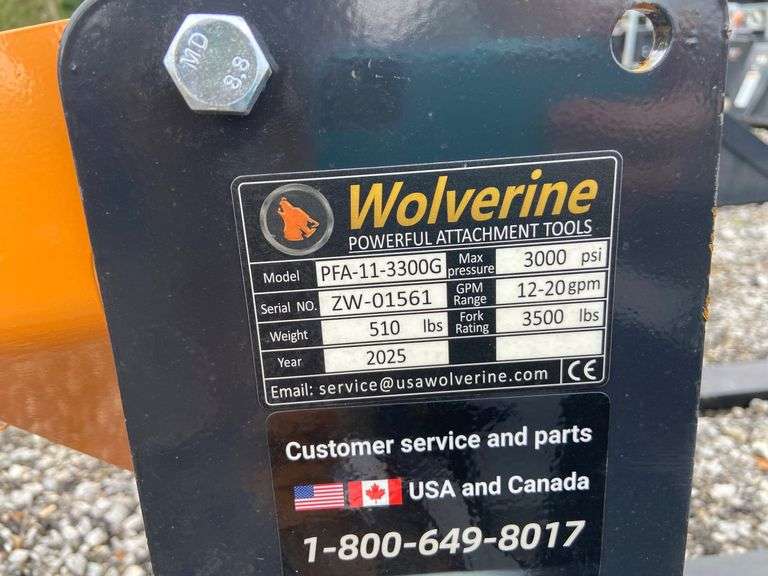 MD
8,8
Wolverine
POWERFUL ATTACHMENT TOOLS
Model PFA-11-3300G Max pressure 3000 psi
Serial NO. ZW-01561 GPM Range 12-20gpm
Weight 510 lbs Fork Rating 3500 lbs
Year 2025
Email: service@usawolverine.com CE
Customer service and parts
USA and Canada
1-800-649-8017